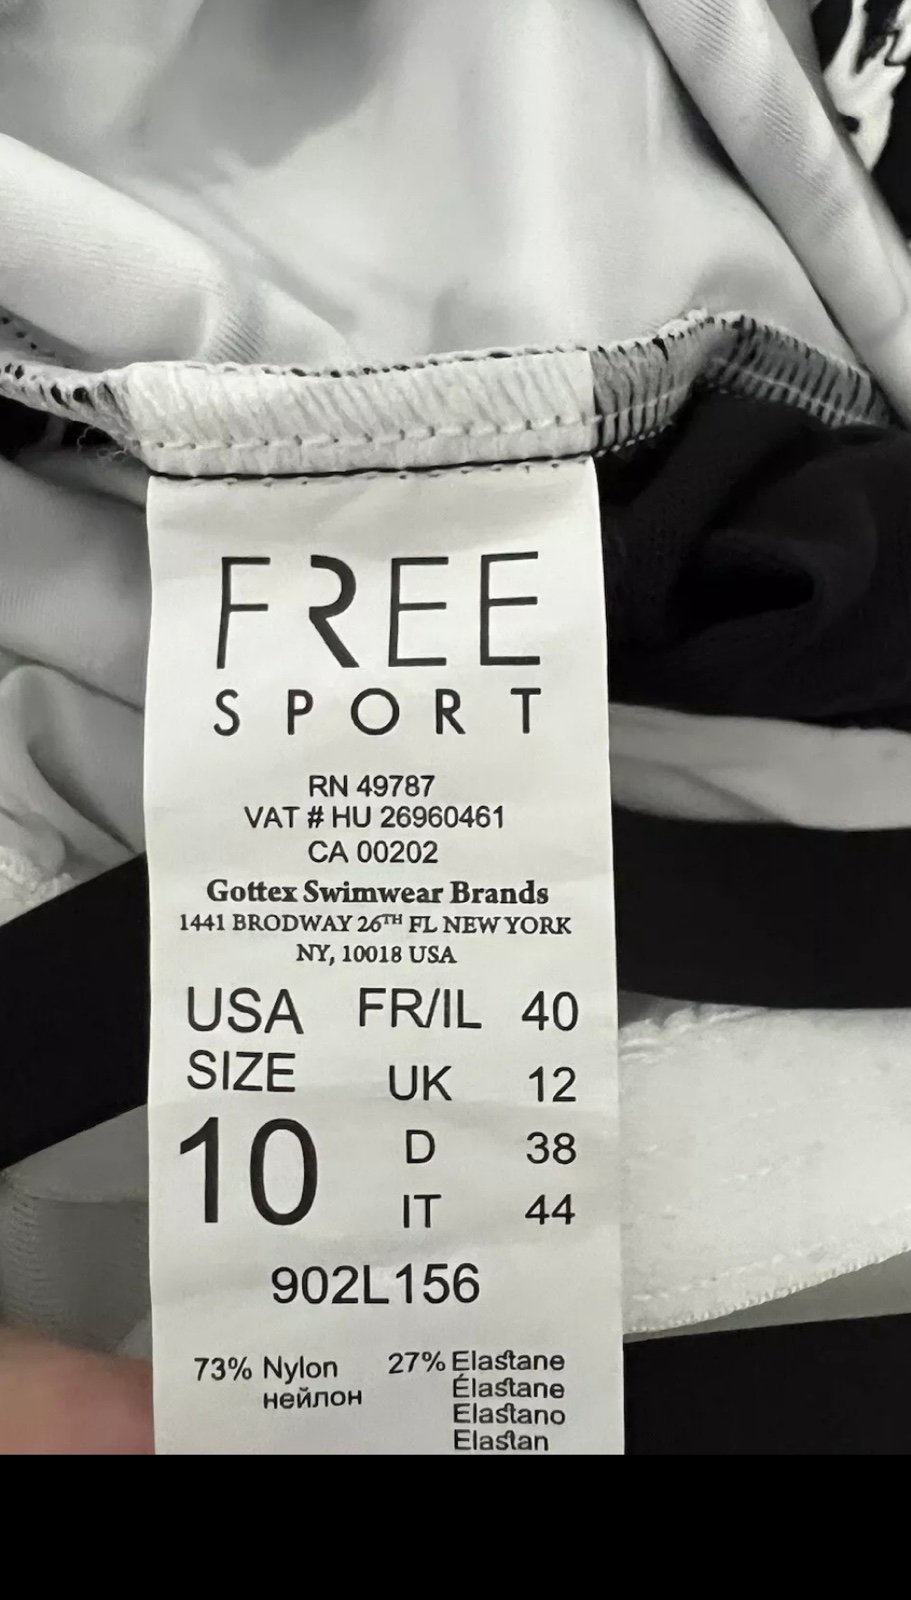 FREE
SPORT
RN 49787
VAT # HU 26960461
CA 00202
Gottex Swimwear Brands
1441 BRODWAY 26TH FL NEW YORK
NY, 10018 USA
USA FR/IL 40
SIZE UK 12
10 D 38
IT 44
902L156
73% Nylon 27% Elastane
нейлон Élastane
Elastano
Elastan